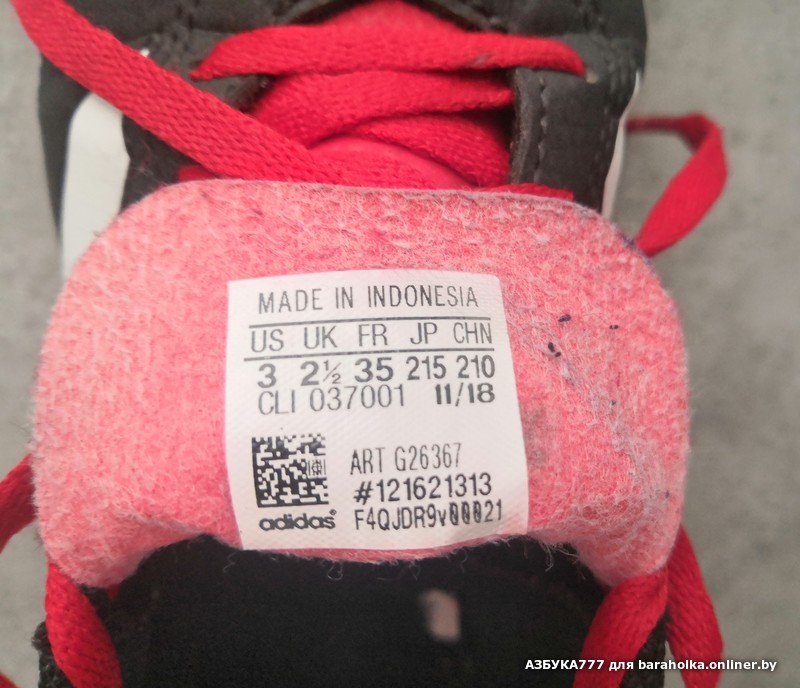 MADE IN INDONESIA
US UK FR JP CHN
3 2½ 35 215 210
CLI 037001 11/18
ART G26367
#121621313
adidas® F4QJDR9v00021
АЗБУКА777 для baraholka.onliner.by